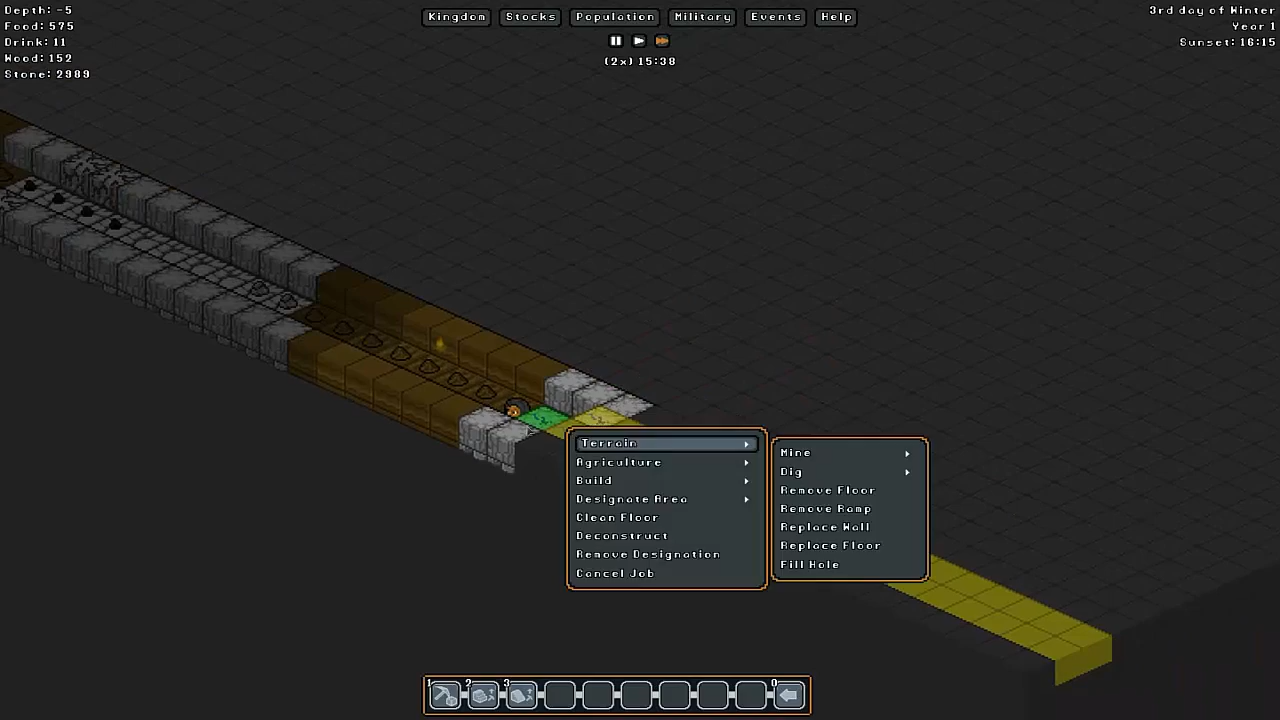 Depth: -5
Food: 575
Drink: 11
Wood: 152
Stone: 2989
Kingdom
Stocks
Population
Military
Events
Help
(2x) 15:38
3rd day of Winter
Year 1
Sunset: 16:15
Terrain
Agriculture
Build
Designate Area
Clean Floor
Deconstruct
Remove Designation
Cancel Job
Mine
Dig
Remove Floor
Remove Ramp
Replace Wall
Replace Floor
Fill Hole
1
2
3
0